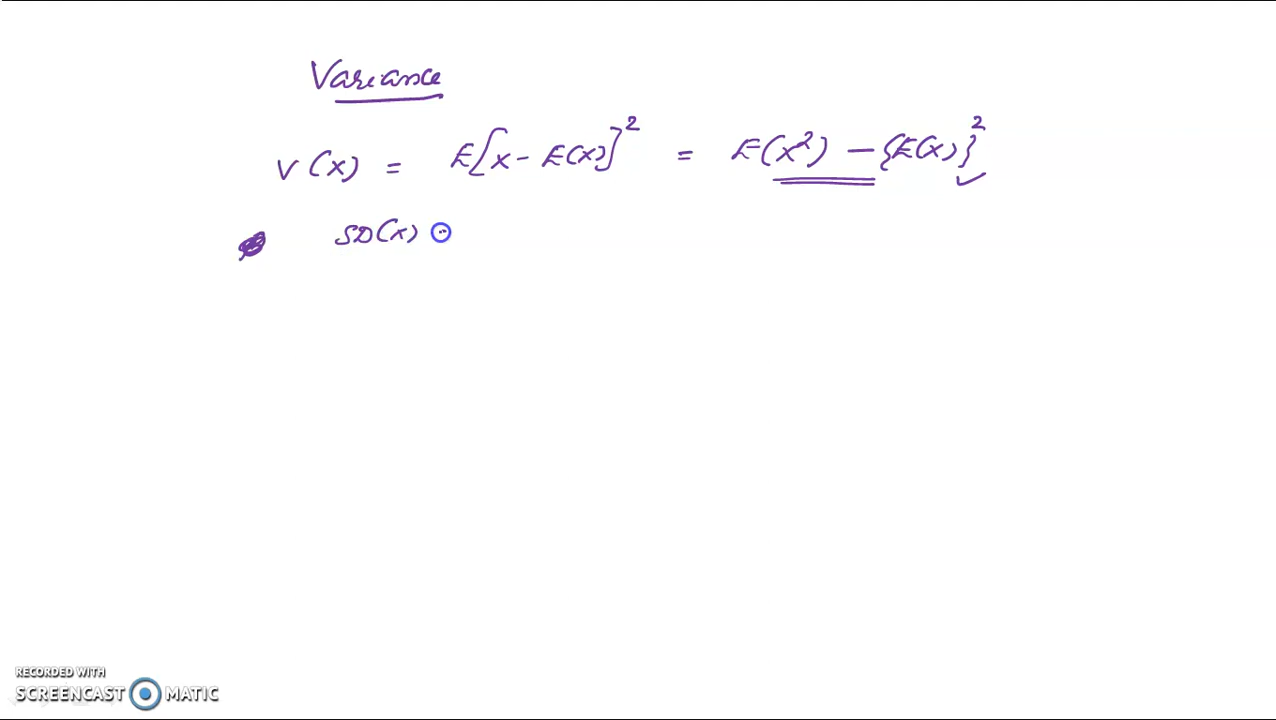 Variance
V(X) = E[X - E(X)]² = E(X²) - {E(X)}²
SD(X)
RECORDED WITH
SCREENCAST MATIC